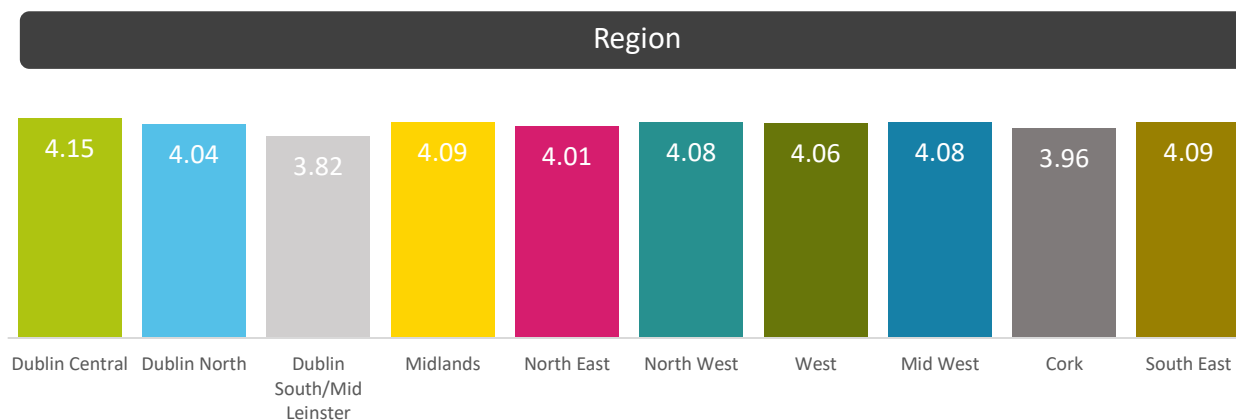 Region
4.15
4.04
3.82
4.09
4.01
4.08
4.06
4.08
3.96
4.09
Dublin Central
Dublin North
Dublin
South/Mid
Leinster
Midlands
North East
North West
West
Mid West
Cork
South East